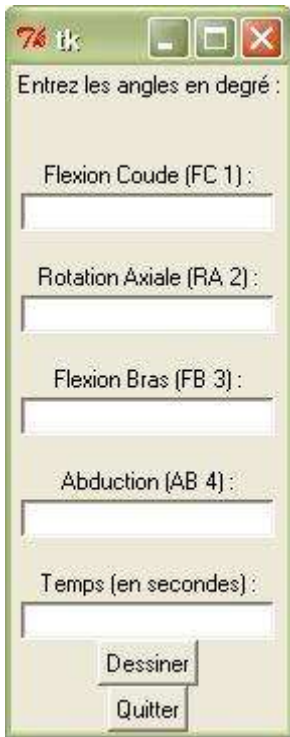 tk
Entrez les angles en degré :
Flexion Coude (FC 1) :
Rotation Axiale (RA 2) :
Flexion Bras (FB 3) :
Abduction (AB 4) :
Temps (en secondes) :
Dessiner
Quitter